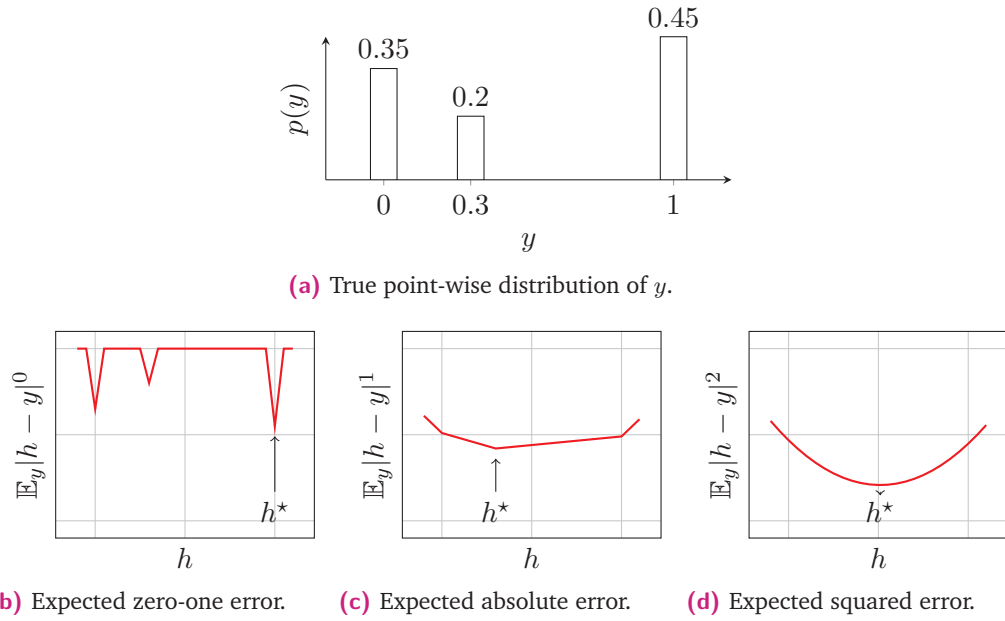 0.45
0.35
0.2
p(y)
0 0.3 1
y
(a) True point-wise distribution of y.
𝔼_y|h − y|^0
h⋆
h
𝔼_y|h − y|^1
h⋆
h
𝔼_y|h − y|^2
h⋆
h
b) Expected zero-one error.
(c) Expected absolute error.
(d) Expected squared error.